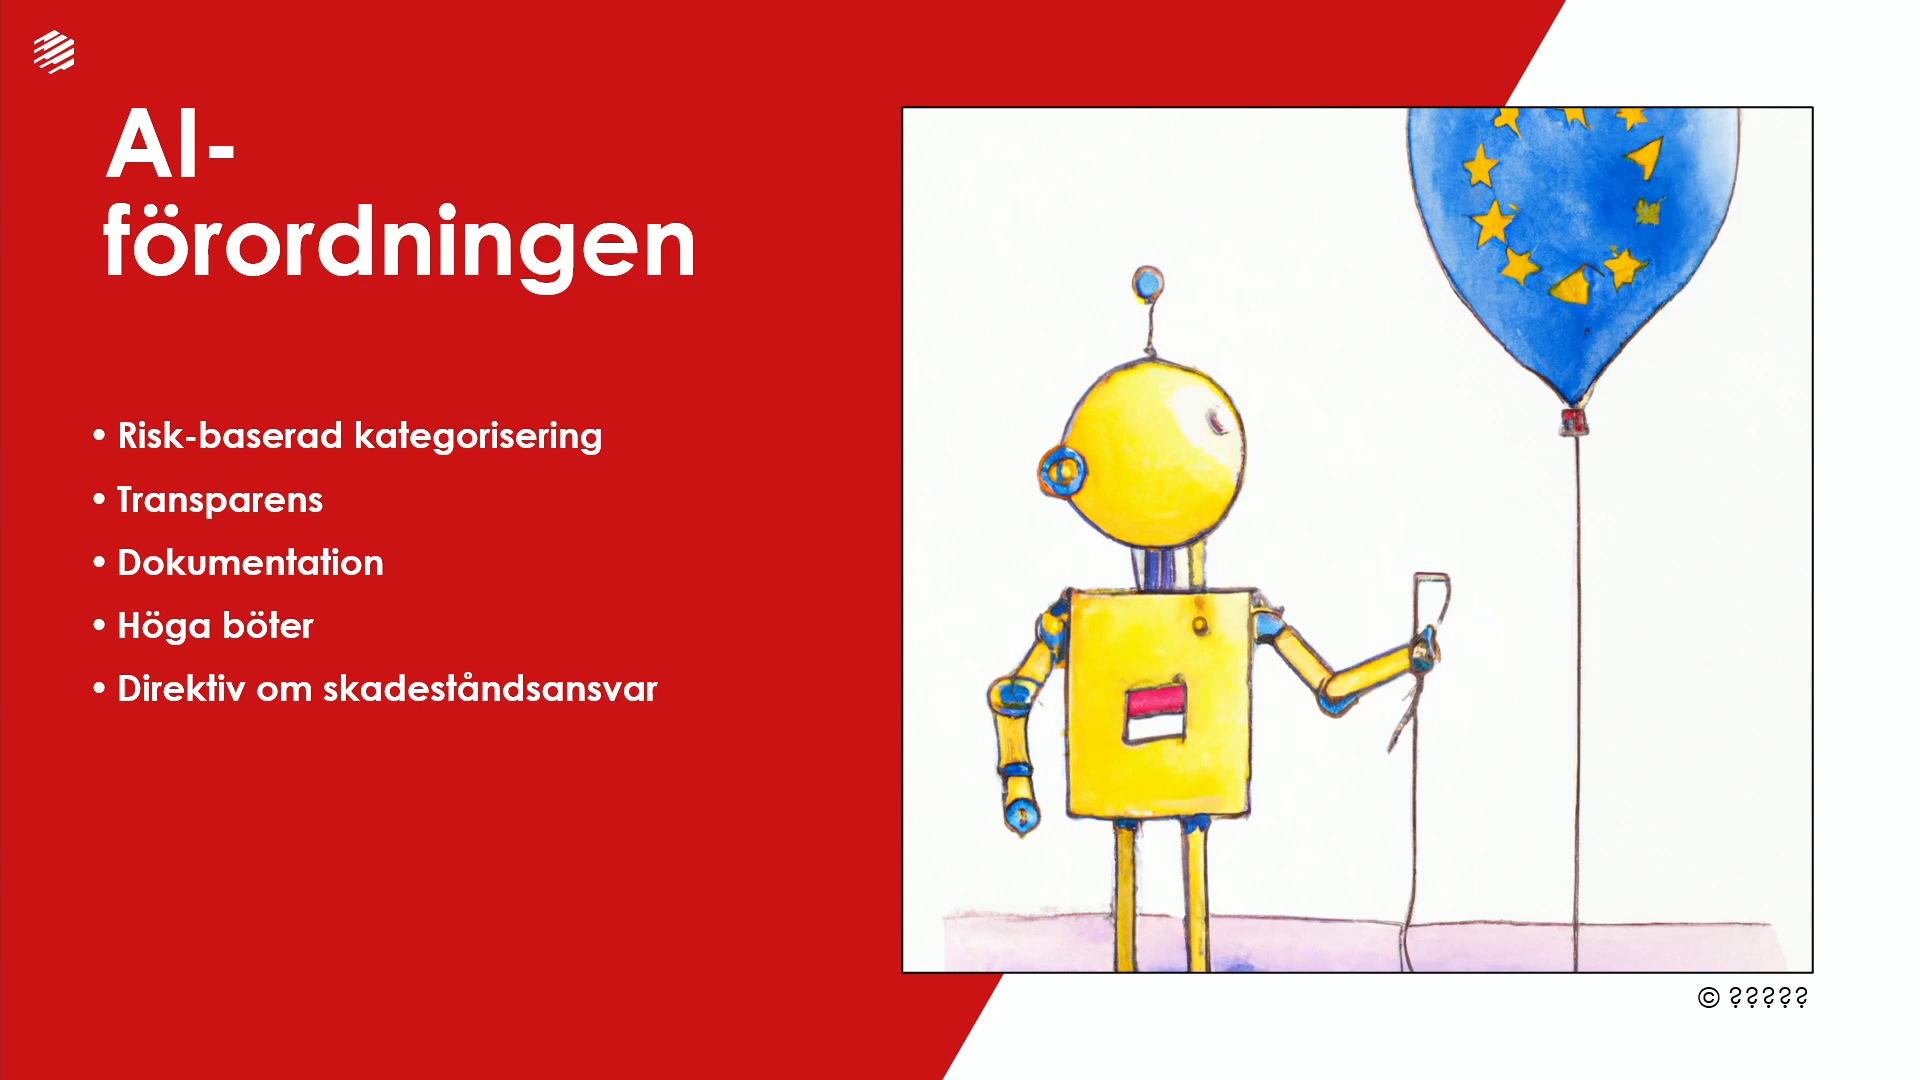 AI-
förordningen
• Risk-baserad kategorisering
• Transparens
• Dokumentation
• Höga böter
• Direktiv om skadeståndsansvar
© ?????